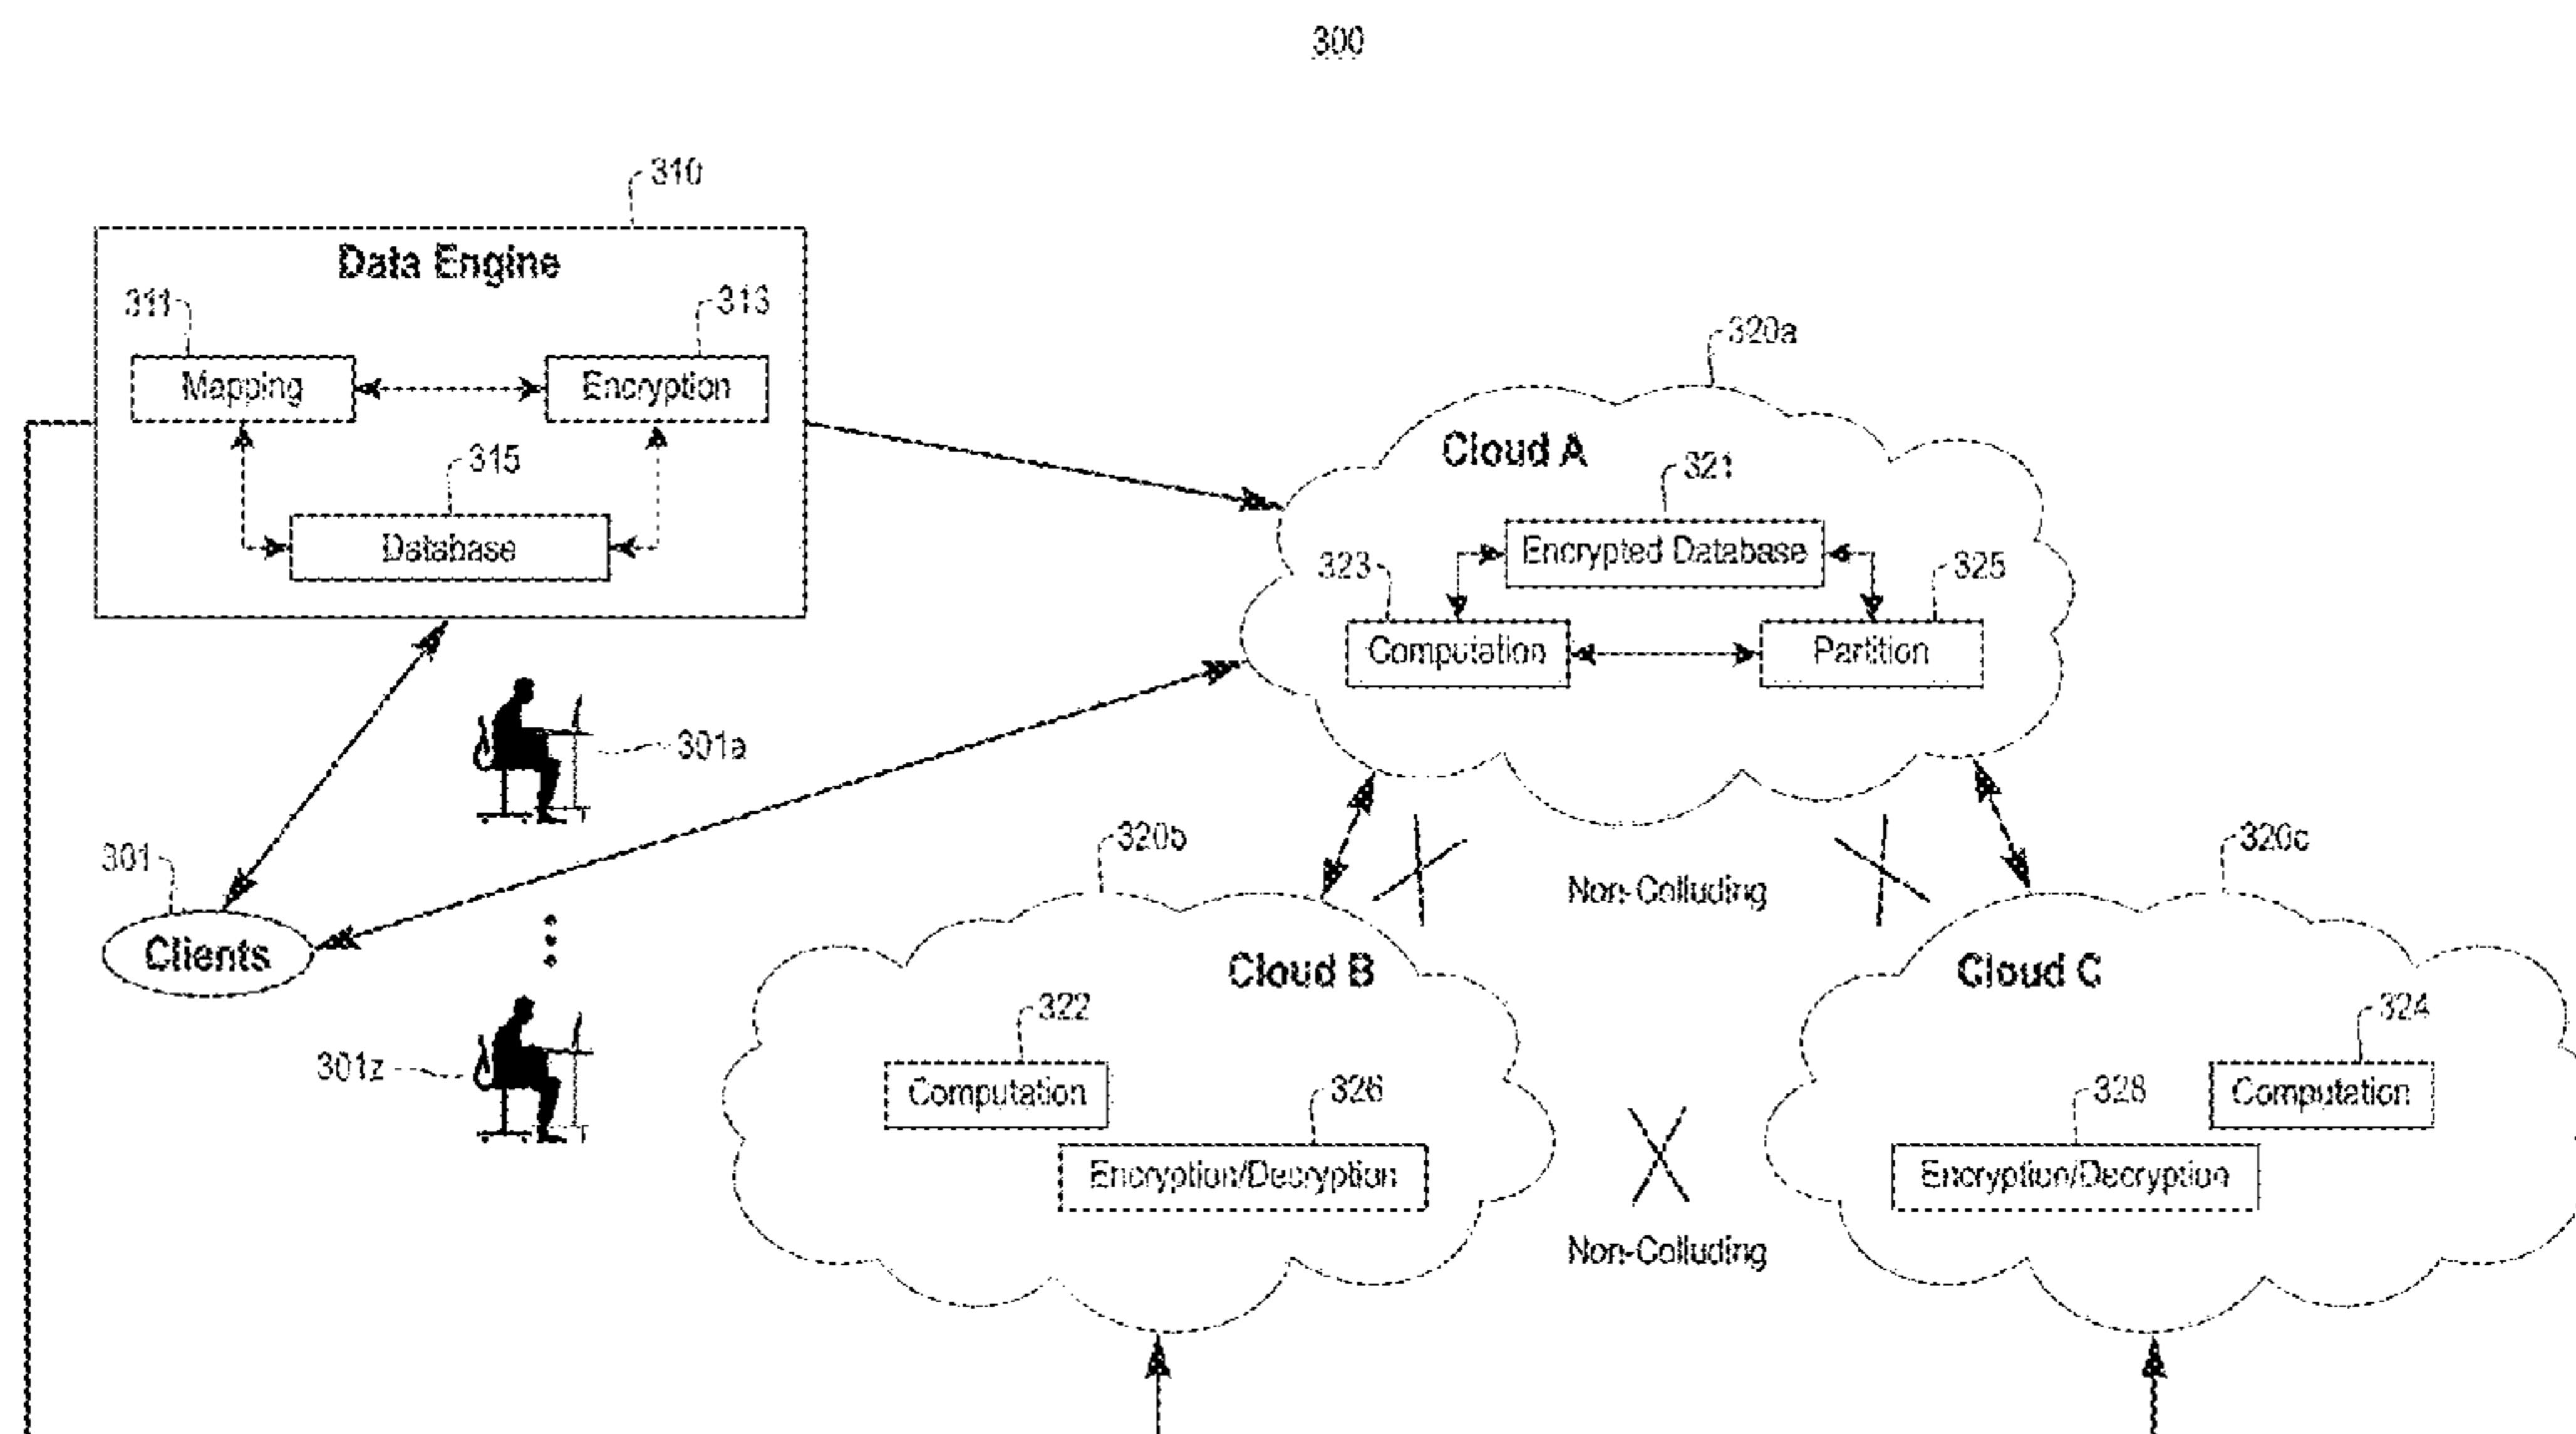 300
310
Data Engine
311
313
Mapping
Encryption
315
Database
320a
Cloud A
321
Encrypted Database
323
325
Computation
Partition
301a
301
Clients
301z
320b
Non-Colluding
320c
Cloud B
Cloud C
322
Computation
326
Encryption/Decryption
324
Computation
328
Encryption/Decryption
Non-Colluding